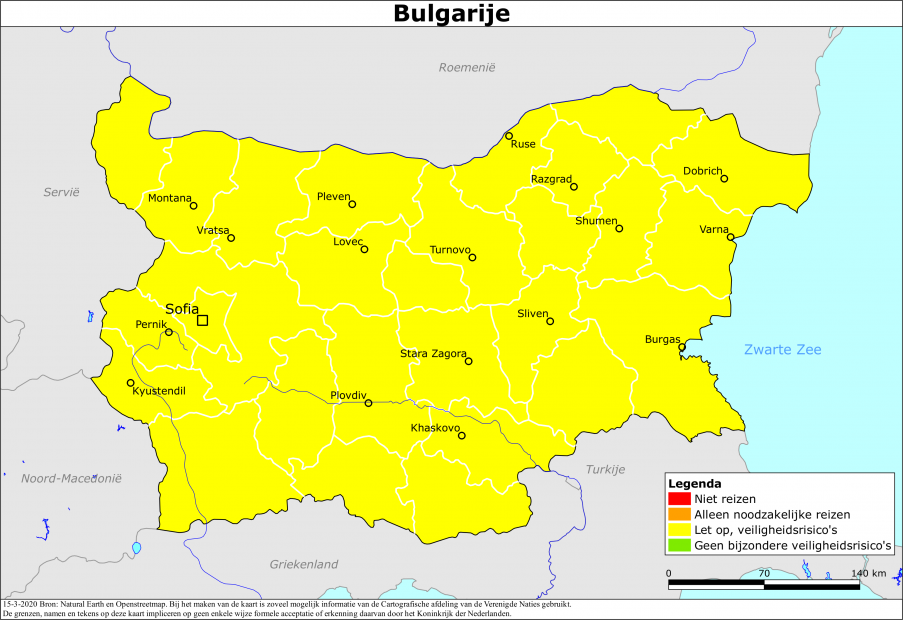 Bulgarije
Roemenië
Servië
Ruse
Razgrad
Dobrich
Montana
Pleven
Vratsa
Shumen
Varna
Lovec
Turnovo
Sofia
Pernik
Sliven
Burgas
Zwarte Zee
Stara Zagora
Kyustendil
Plovdiv
Khaskovo
Noord-Macedonië
Turkije
Griekenland
Legenda
Niet reizen
Alleen noodzakelijke reizen
Let op, veiligheidsrisico's
Geen bijzondere veiligheidsrisico's
0 70 140 km
15-3-2020 Bron: Natural Earth en Openstreetmap. Bij het maken van de kaart is zoveel mogelijk informatie van de Cartografische afdeling van de Verenigde Naties gebruikt.
De grenzen, namen en tekens op deze kaart impliceren op geen enkele wijze formele acceptatie of erkenning daarvan door het Koninkrijk der Nederlanden.